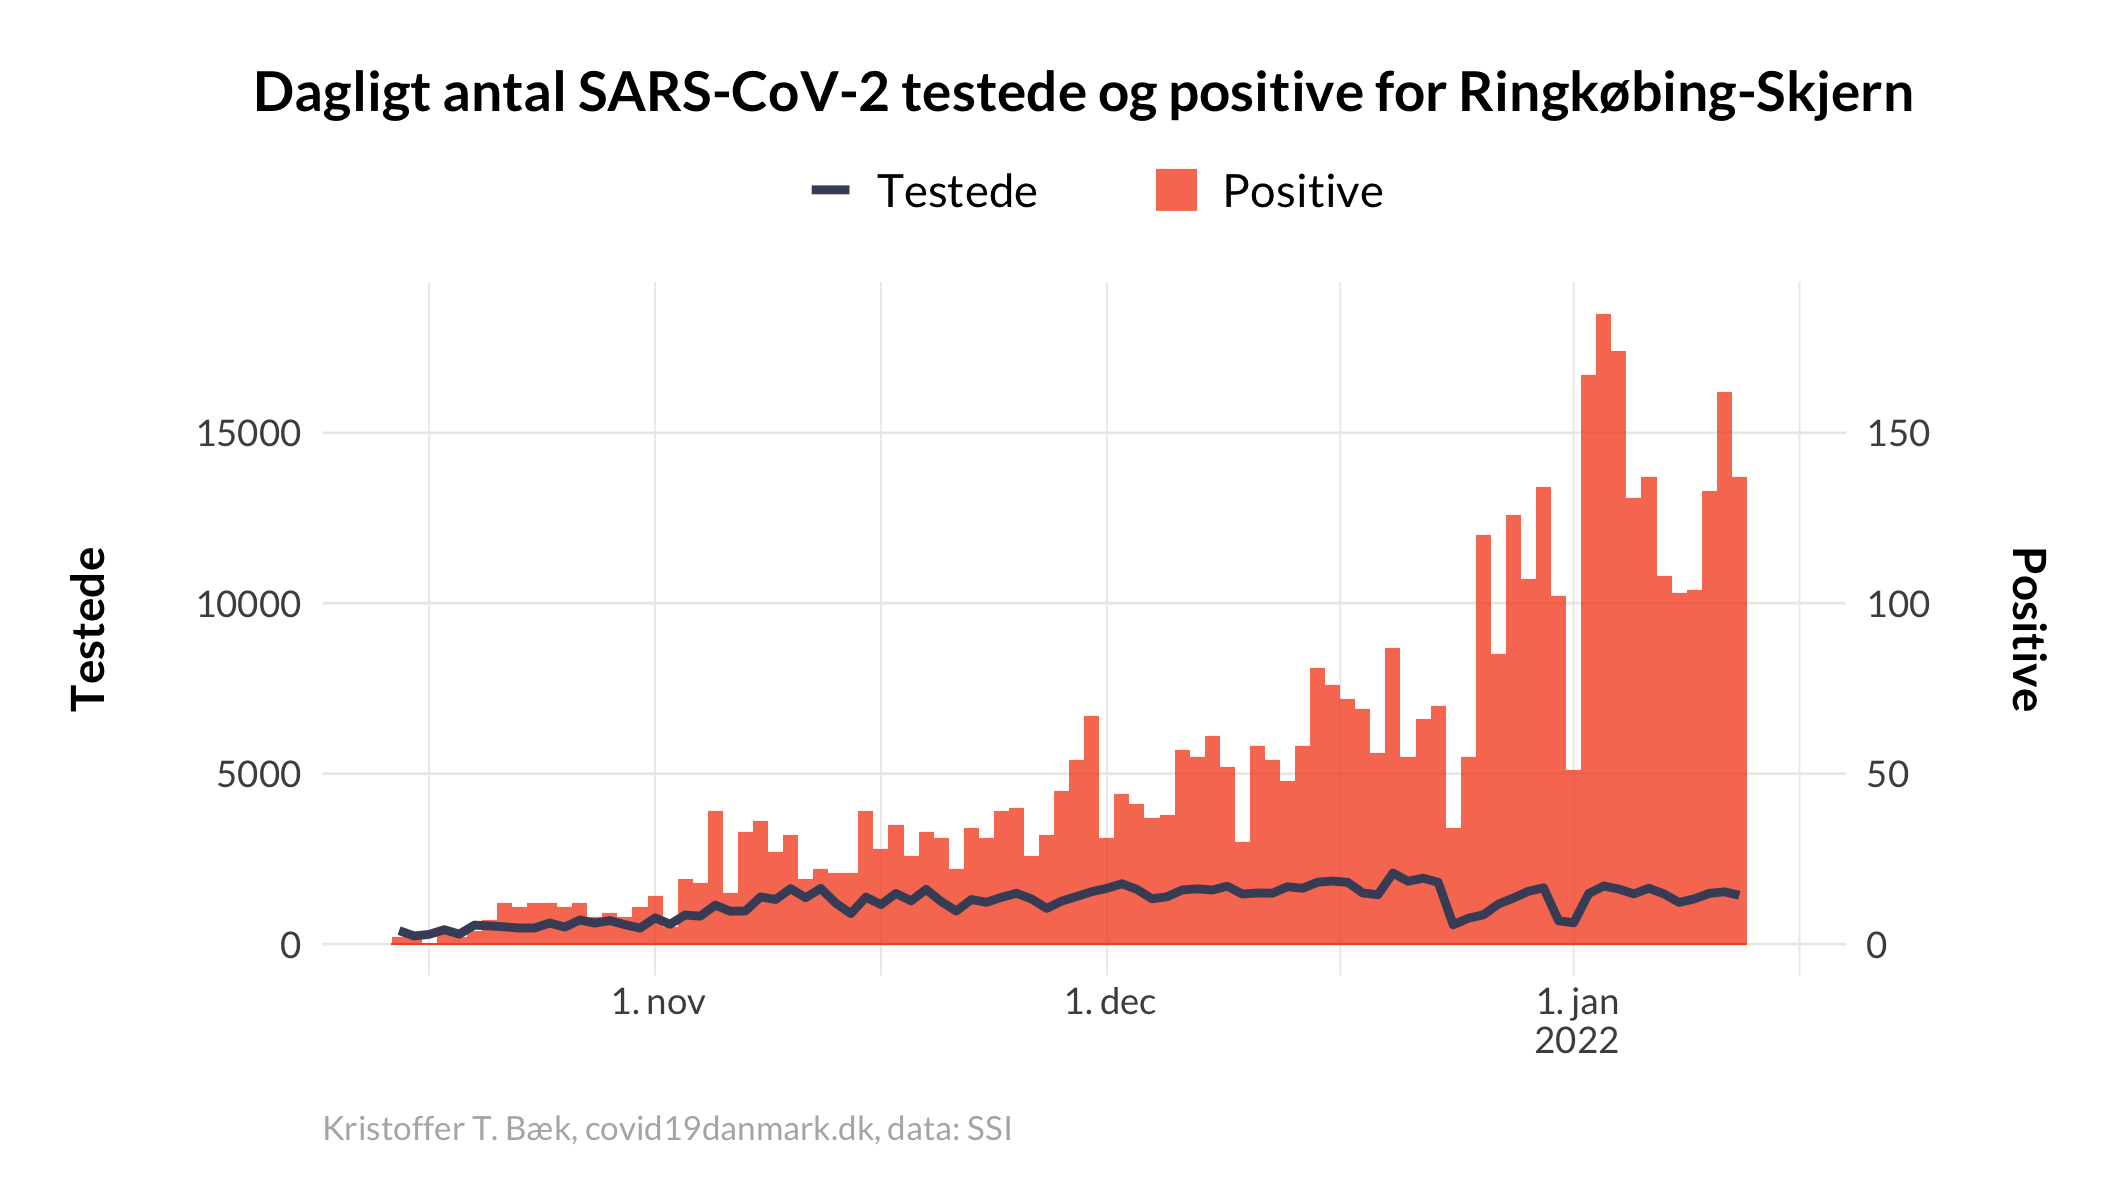 Dagligt antal SARS-CoV-2 testede og positive for Ringkøbing-Skjern
Testede
Positive
Testede
15000
10000
5000
0
150
100
50
0
Positive
1. nov
1. dec
1. jan
2022
Kristoffer T. Bæk, covid19danmark.dk, data: SSI